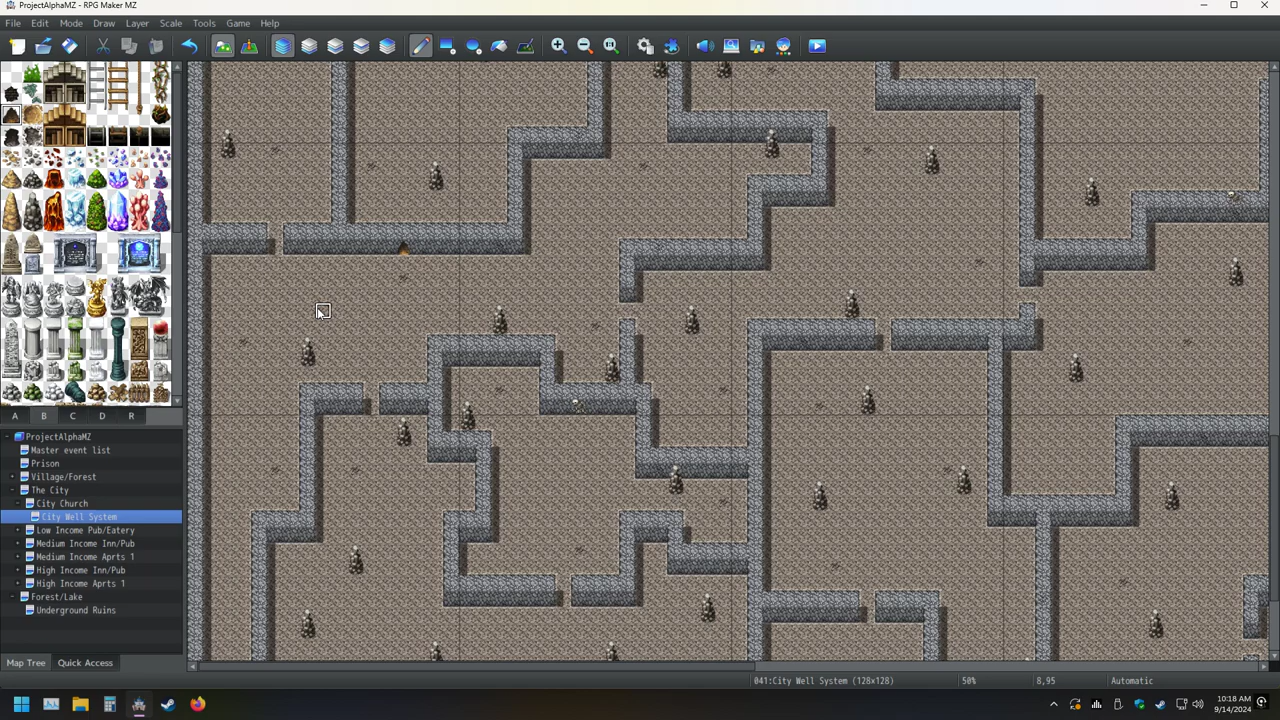 ProjectAlphaMZ - RPG Maker MZ
File Edit Mode Draw Layer Scale Tools Game Help
A B C D R
ProjectAlphaMZ
Master event list
Prison
Village/Forest
The City
City Church
City Well System
Low Income Pub/Eatery
Medium Income Inn/Pub
Medium Income Aprts 1
High Income Inn/Pub
High Income Aprts 1
Forest/Lake
Underground Ruins
Map Tree Quick Access
041:City Well System (128×128) 50% 8,95 Automatic
10:18 AM
9/14/2024